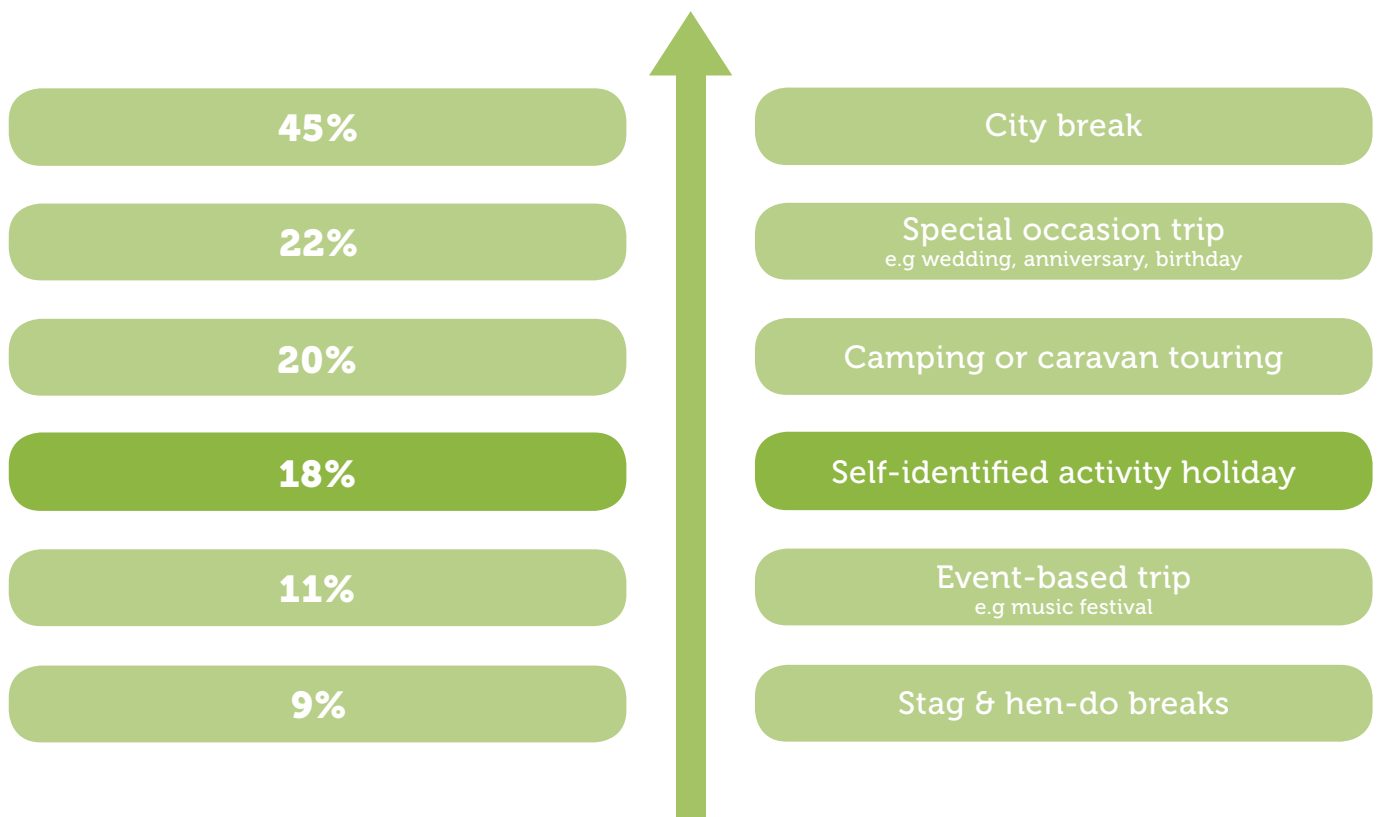 45%
City break
22%
Special occasion trip
e.g wedding, anniversary, birthday
20%
Camping or caravan touring
18%
Self-identified activity holiday
11%
Event-based trip
e.g music festival
9%
Stag & hen-do breaks